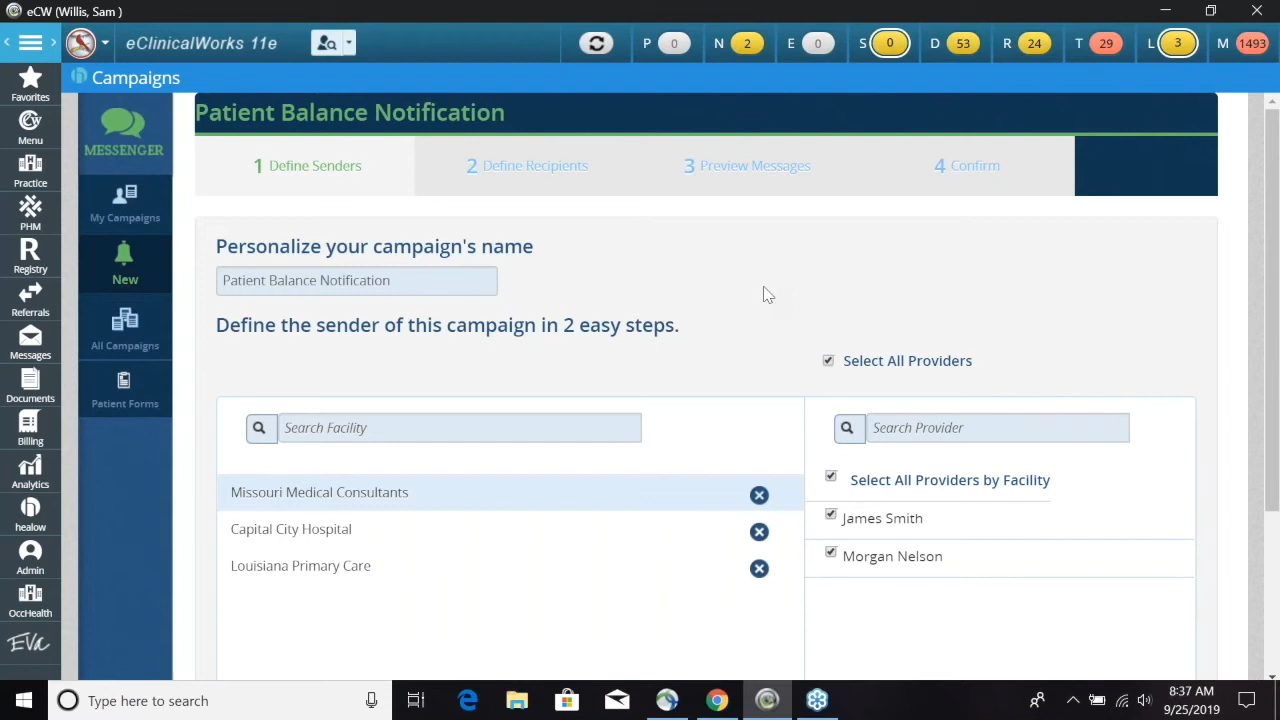 eCW (Willis, Sam )
eClinicalWorks 11e
P 0 N 2 E 0 S 0 D 53 R 24 T 29 L 3 M 1493
Campaigns
Favorites
Menu
Practice
PHM
R
Registry
Referrals
Messages
Documents
Billing
Analytics
healow
Admin
OccHealth
EVA
MESSENGER
My Campaigns
New
All Campaigns
Patient Forms
Patient Balance Notification
1 Define Senders 2 Define Recipients 3 Preview Messages 4 Confirm
Personalize your campaign's name
Patient Balance Notification
Define the sender of this campaign in 2 easy steps.
Select All Providers
Search Facility
Search Provider
Missouri Medical Consultants
Capital City Hospital
Louisiana Primary Care
Select All Providers by Facility
James Smith
Morgan Nelson
Type here to search
8:37 AM
9/25/2019